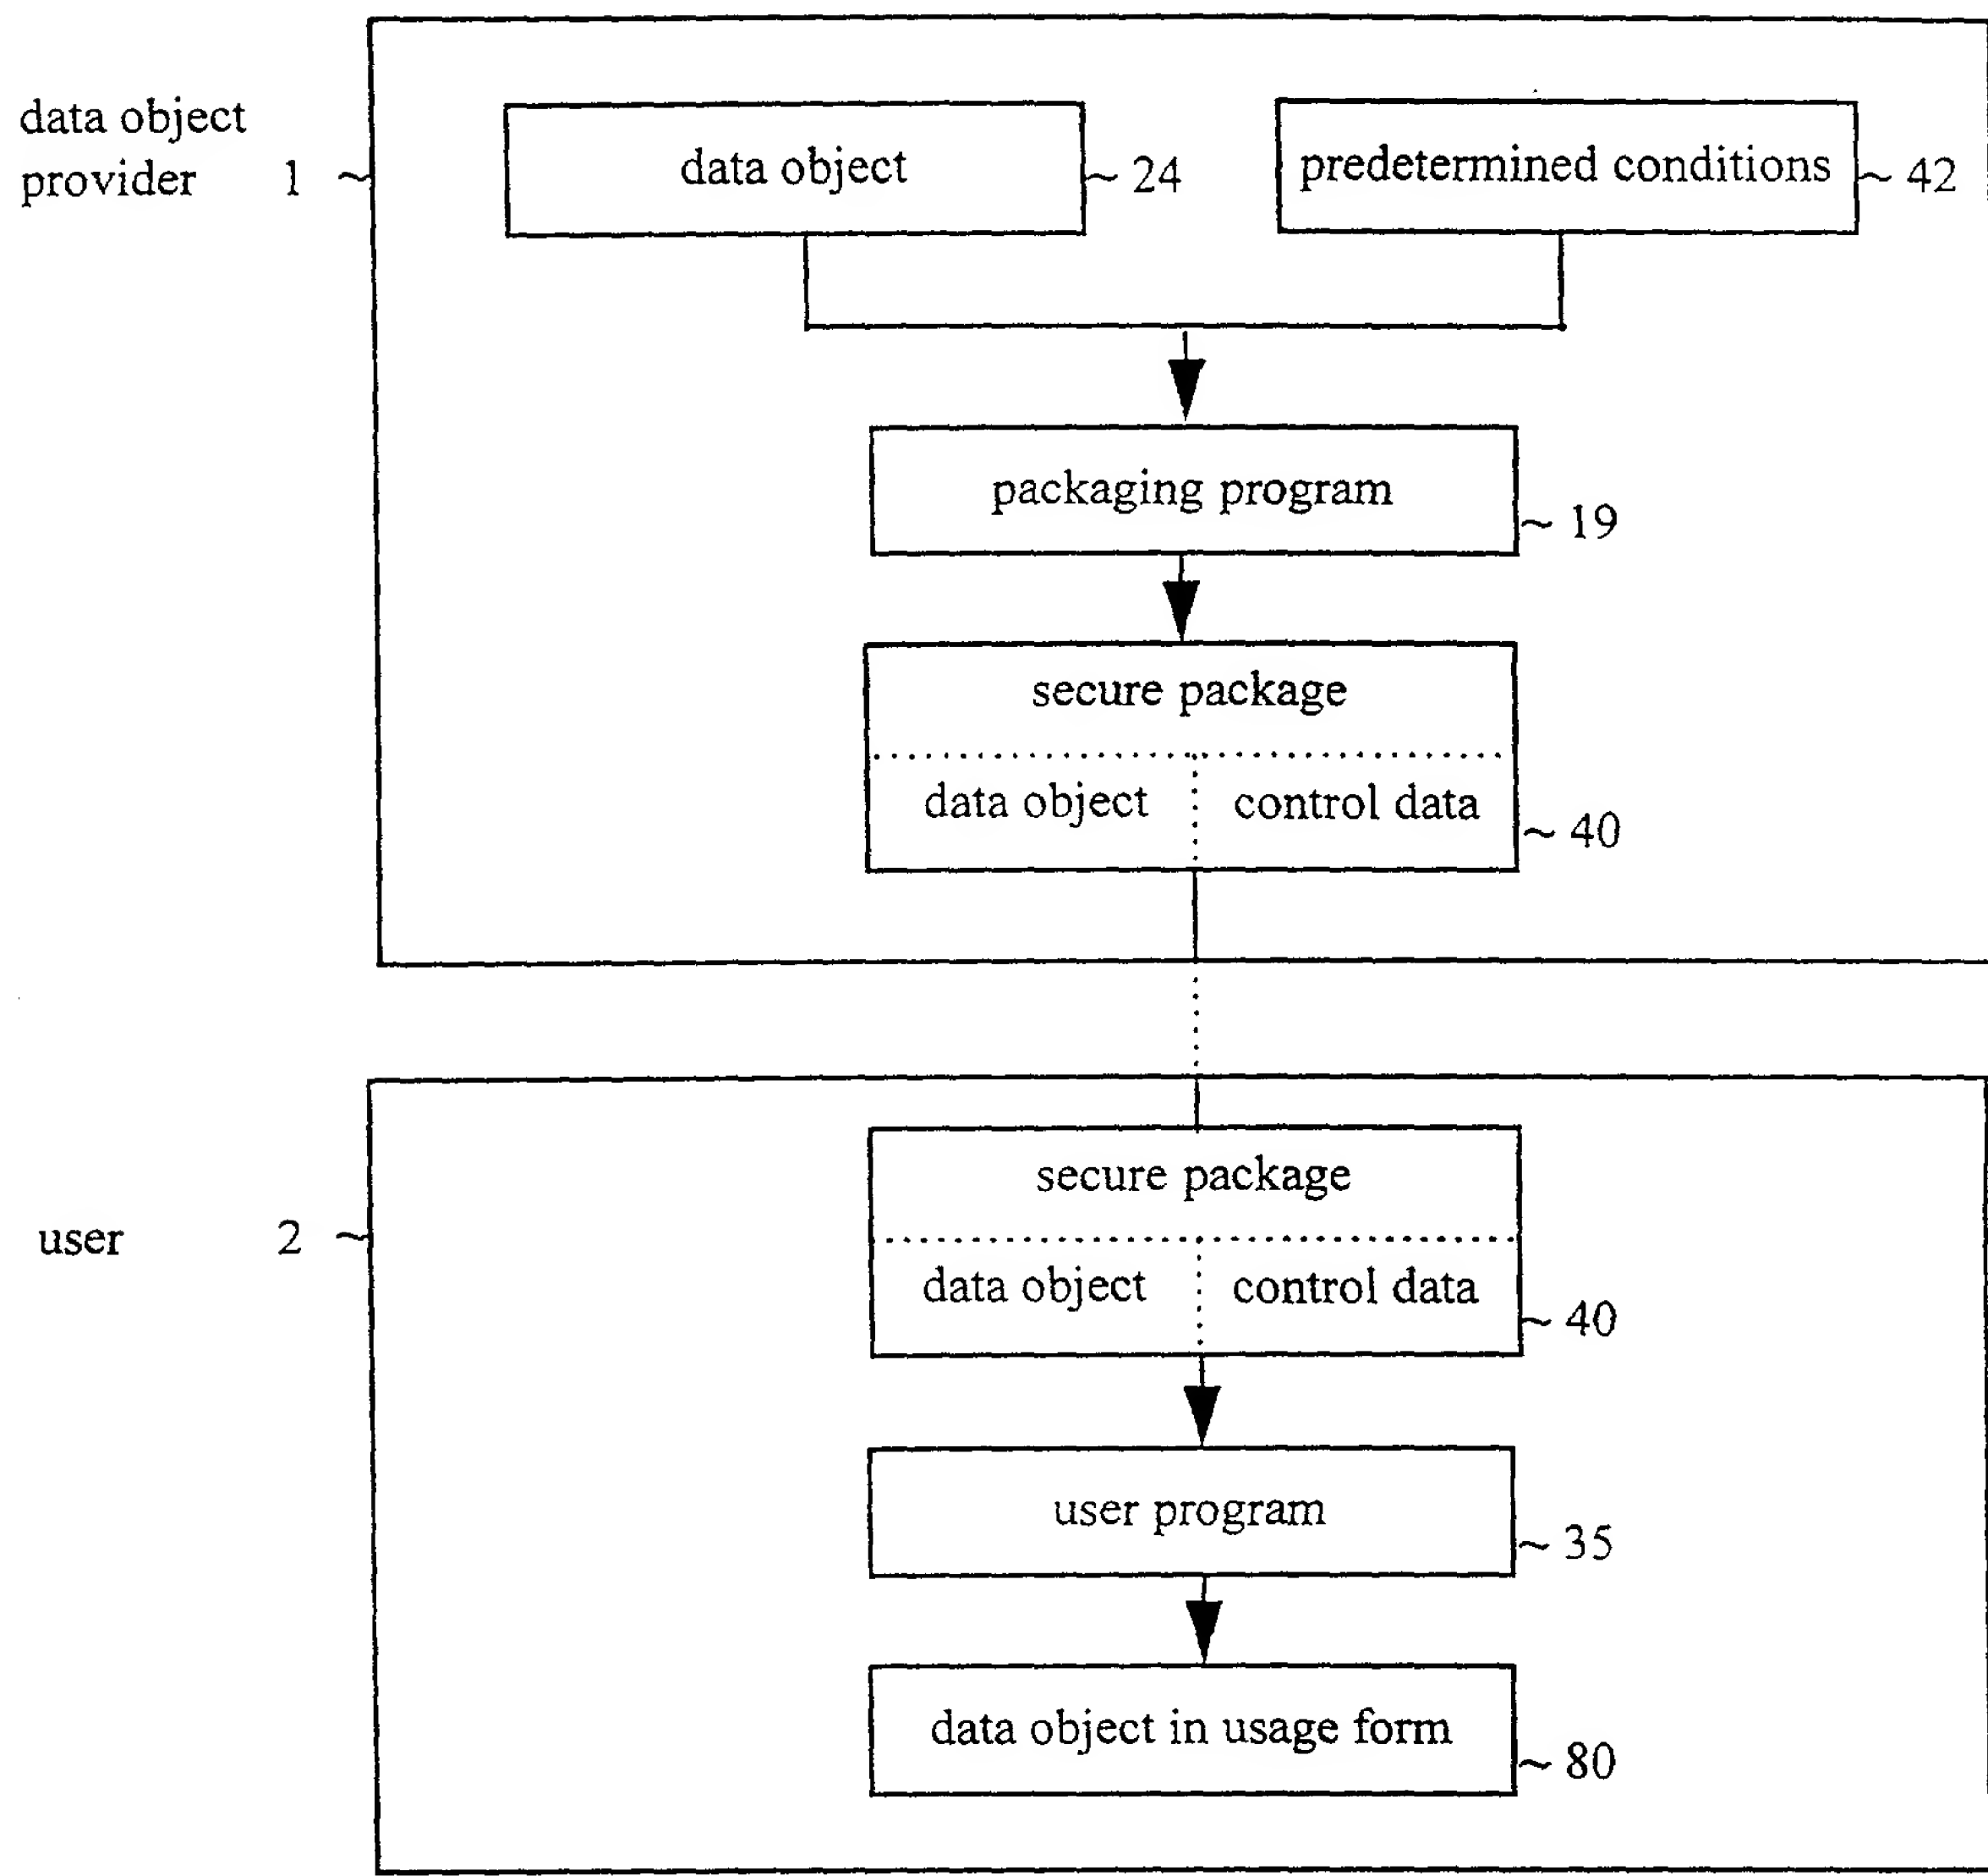 data object
provider 1 ~
data object ~ 24
predetermined conditions ~ 42
packaging program ~ 19
secure package
data object control data ~ 40
user 2 ~
secure package
data object control data ~ 40
user program ~ 35
data object in usage form ~ 80